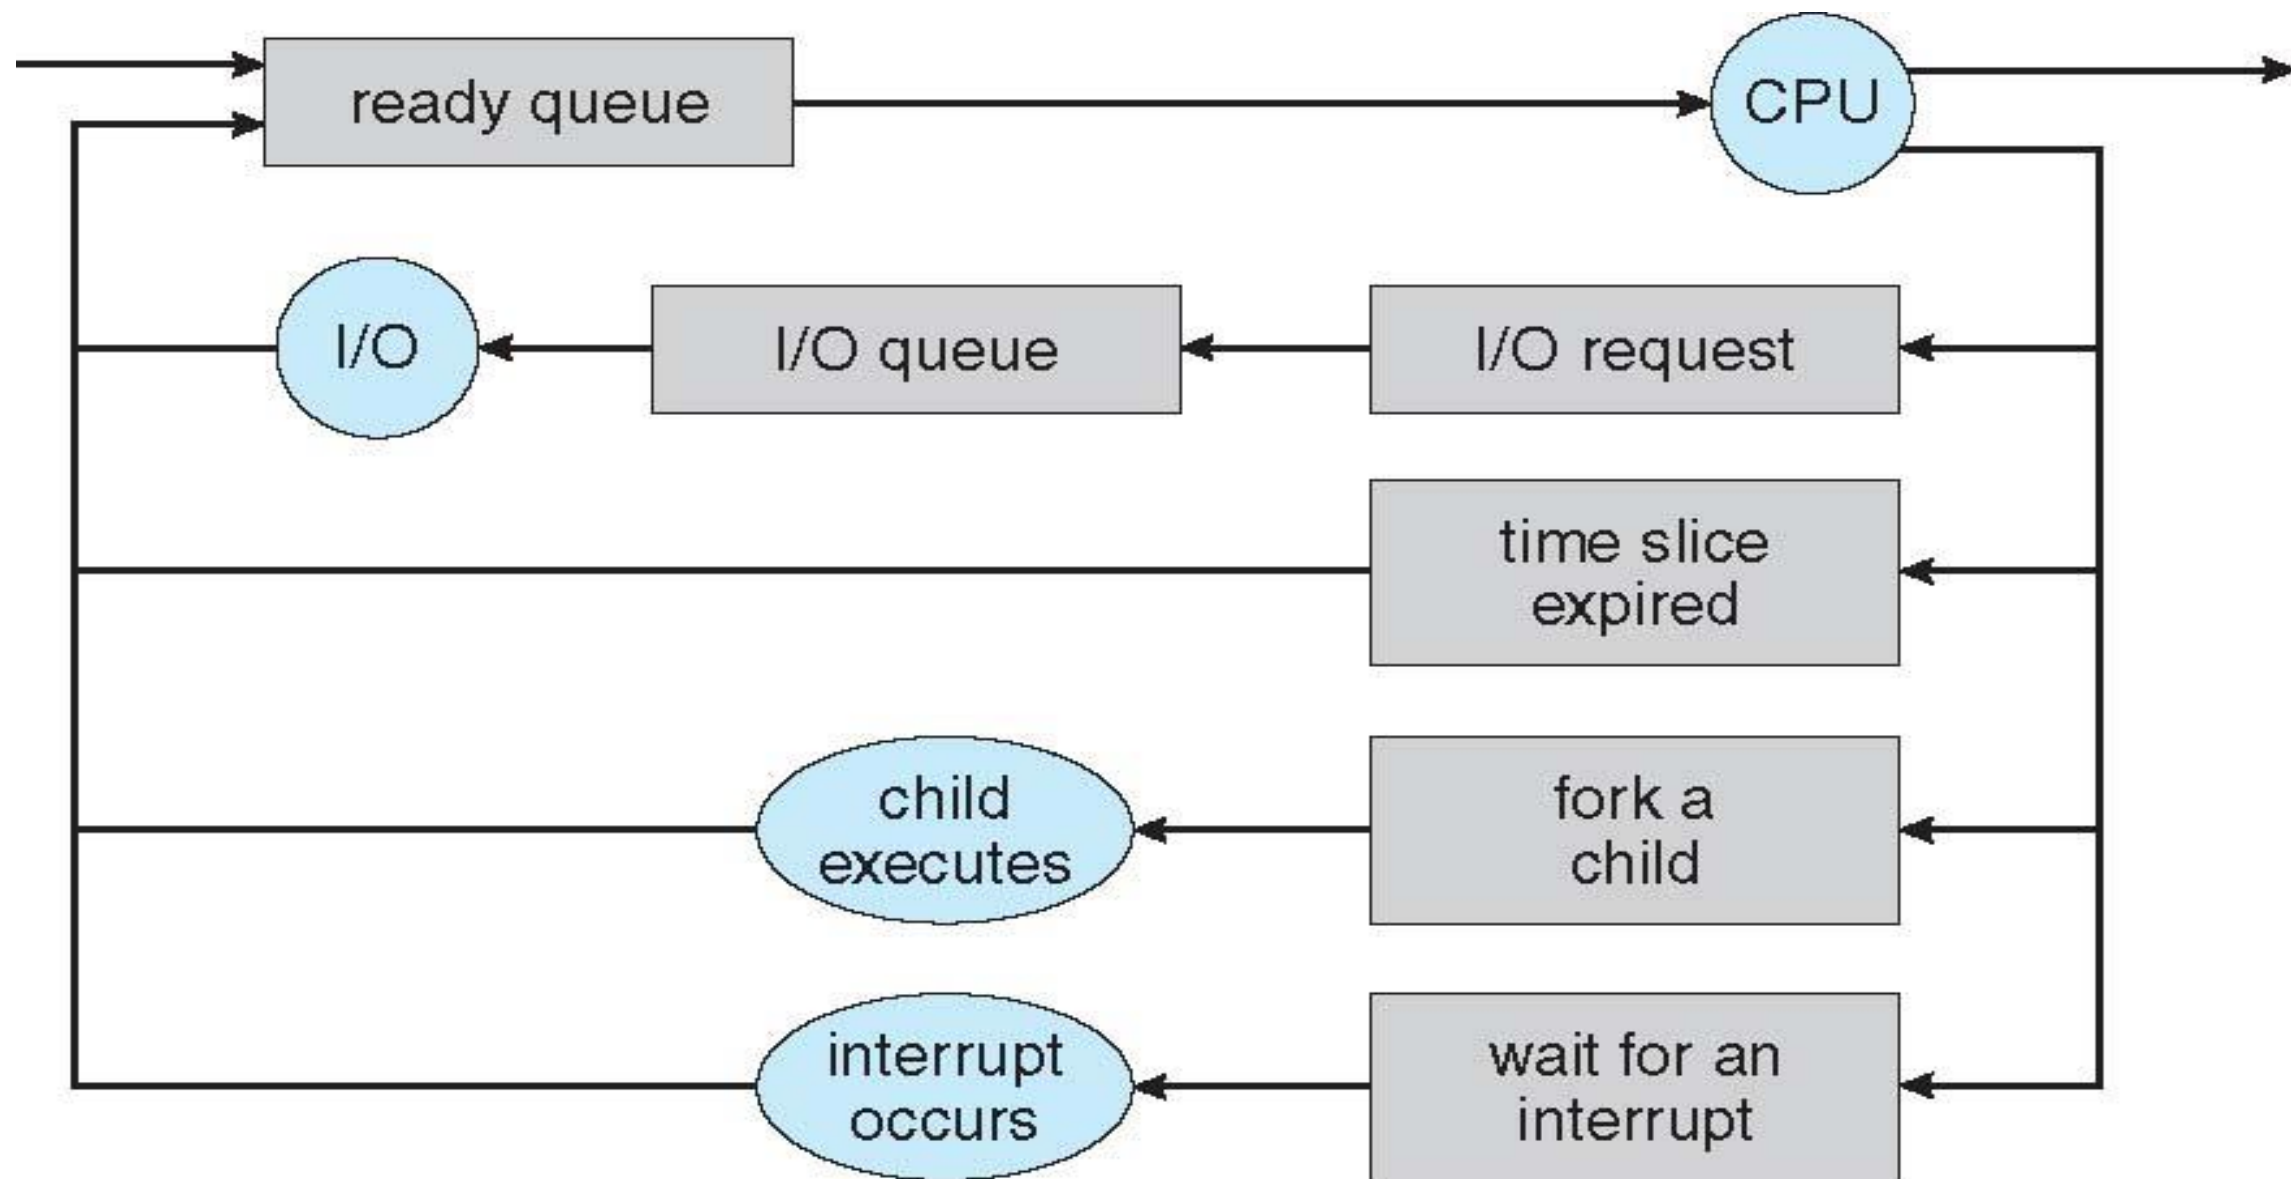 ready queue
CPU
I/O
I/O queue
I/O request
time slice
expired
child
executes
fork a
child
interrupt
occurs
wait for an
interrupt